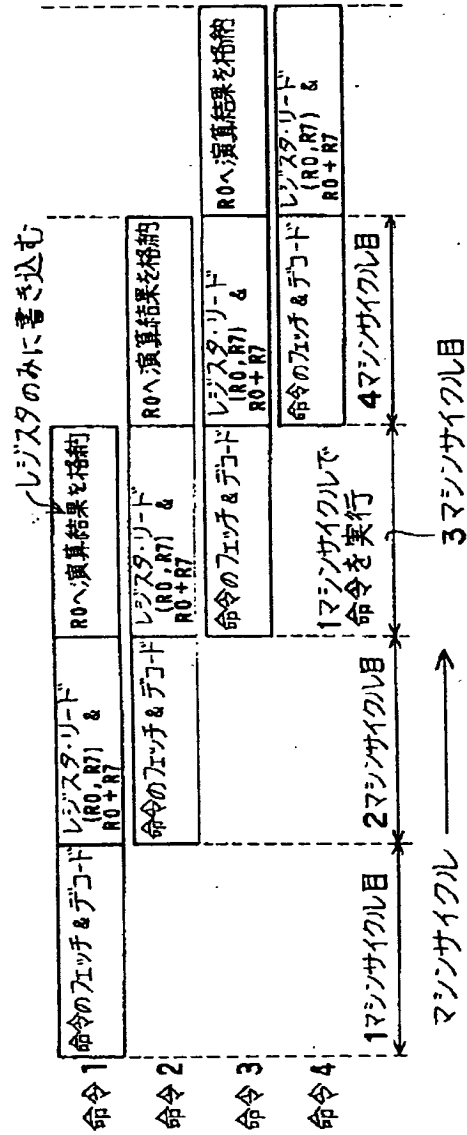 レジスタのみに書き込む
命令1
命令のフェッチ&デコード
レジスタ・リード
(R0,R7) &
R0+R7
R0へ演算結果を格納
命令2
命令のフェッチ&デコード
レジスタ・リード
(R0,R7) &
R0+R7
R0へ演算結果を格納
命令3
命令のフェッチ&デコード
レジスタ・リード
(R0,R7) &
R0+R7
R0へ演算結果を格納
命令4
命令のフェッチ&デコード
レジスタ・リード
(R0,R7) &
R0+R7
1マシンサイクルで
命令を実行
1マシンサイクル目
2マシンサイクル目
4マシンサイクル目
マシンサイクル
3マシンサイクル目